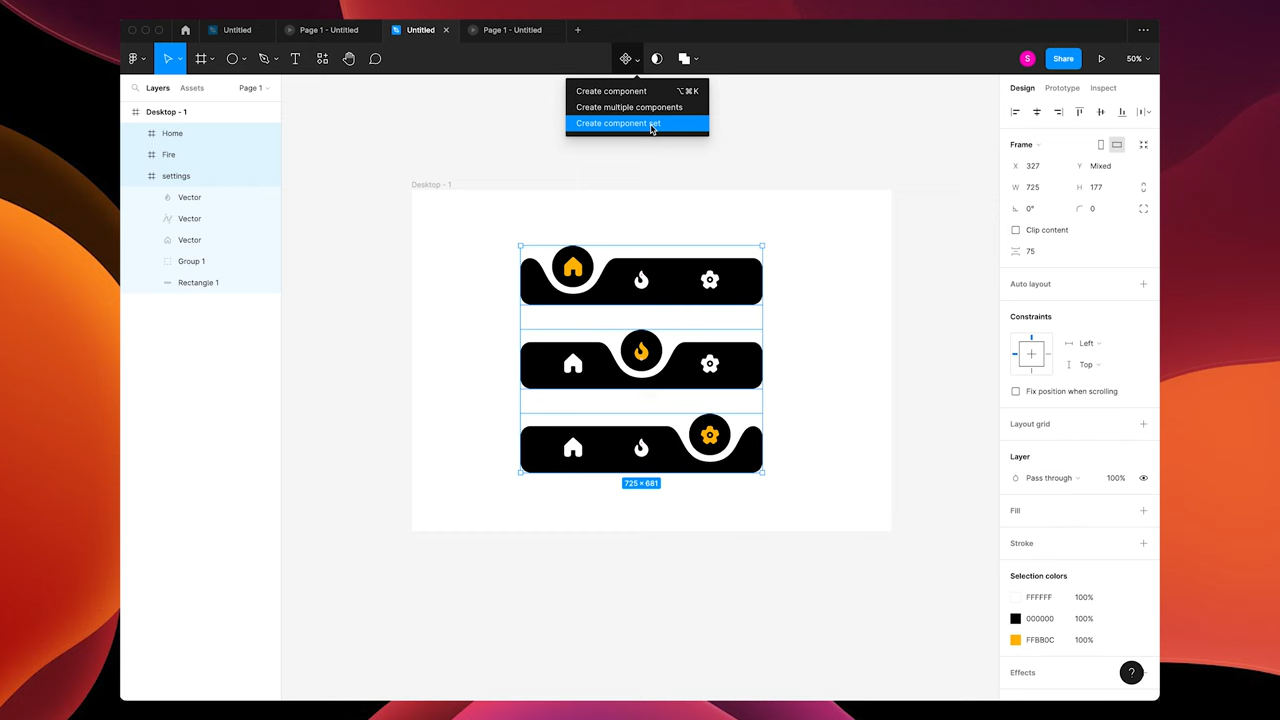 Untitled
Page 1 - Untitled
Untitled
Page 1 - Untitled
S
Share
50%
Create component ⌥⌘K
Create multiple components
Create component set
Layers
Assets
Page 1
Desktop - 1
Home
Fire
settings
Vector
Vector
Vector
Group 1
Rectangle 1
Desktop - 1
725 × 681
Design
Prototype
Inspect
Frame
X 327
Y Mixed
W 725
H 177
0°
0
Clip content
75
Auto layout
Constraints
Left
Top
Fix position when scrolling
Layout grid
Layer
Pass through 100%
Fill
Stroke
Selection colors
FFFFFF 100%
000000 100%
FFBB0C 100%
Effects
?